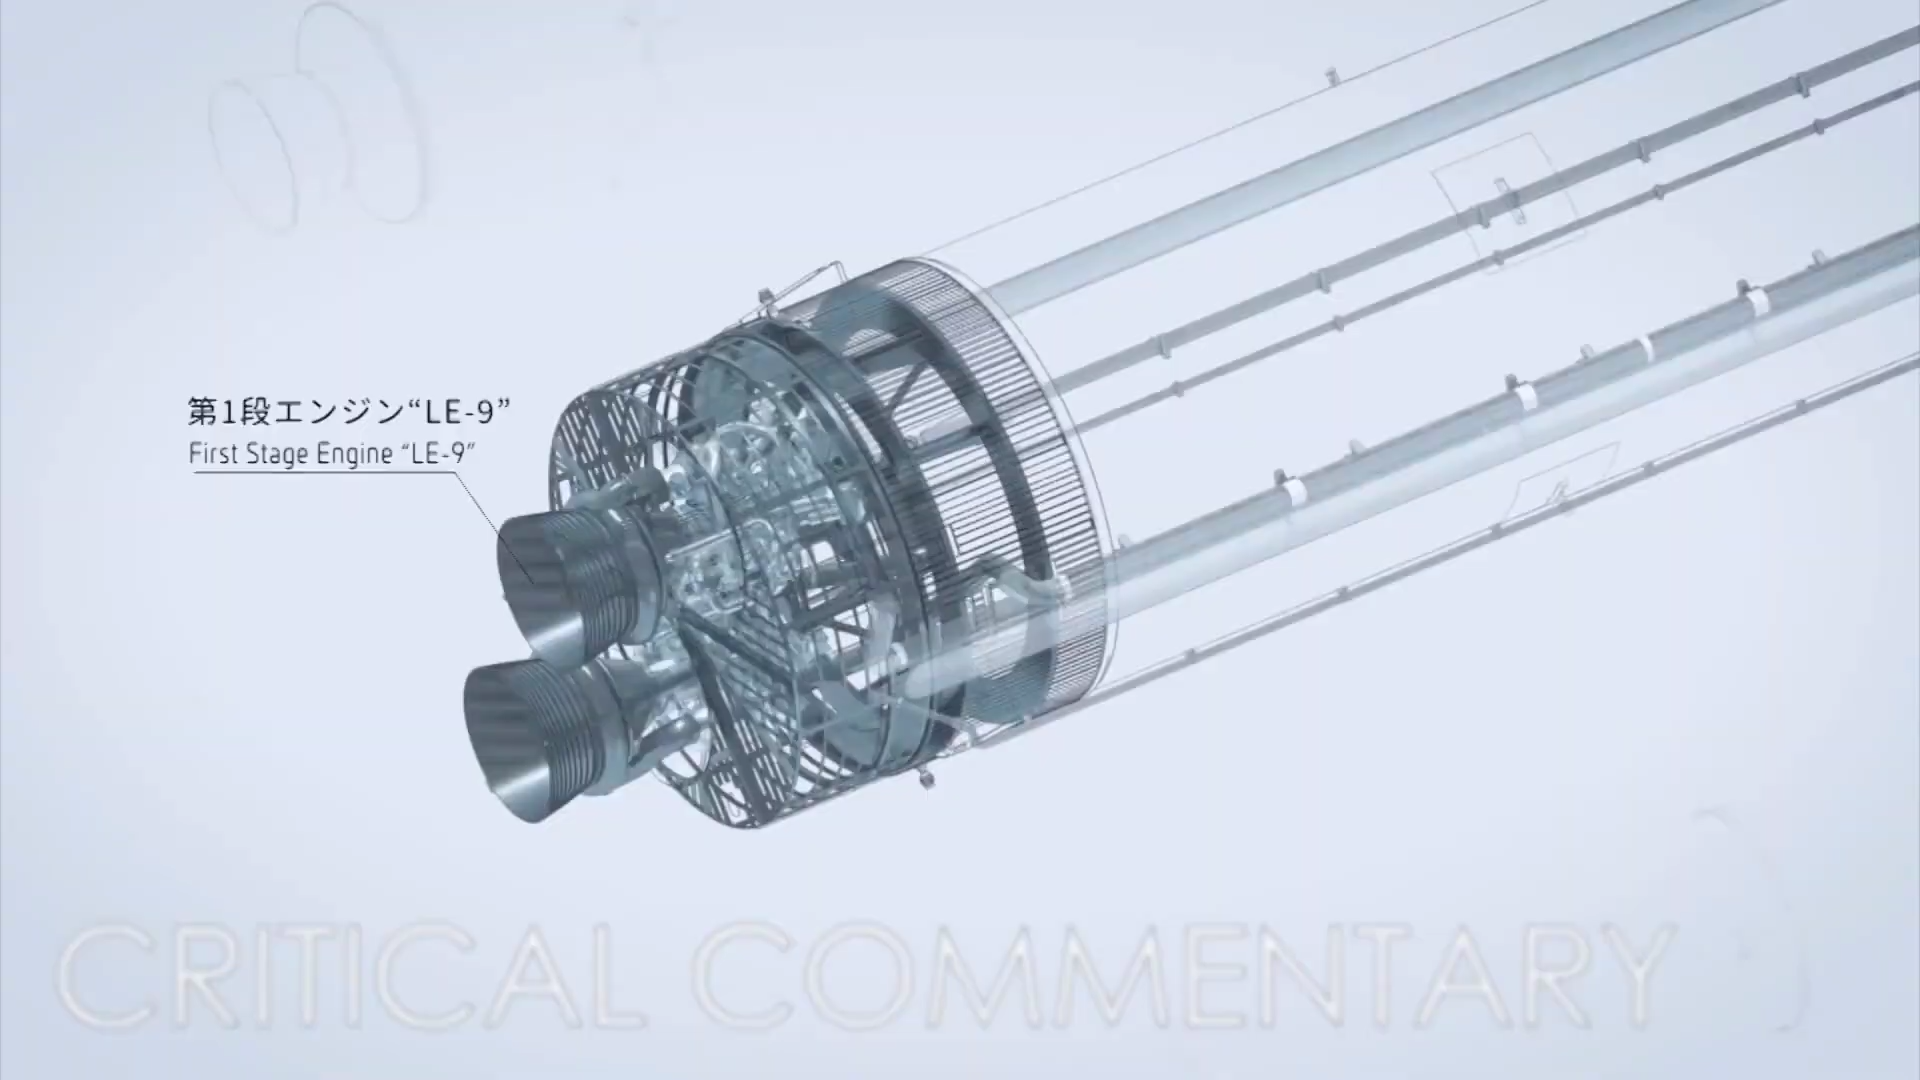 第1段エンジン“LE-9”
First Stage Engine “LE-9”
CRITICAL COMMENTARY